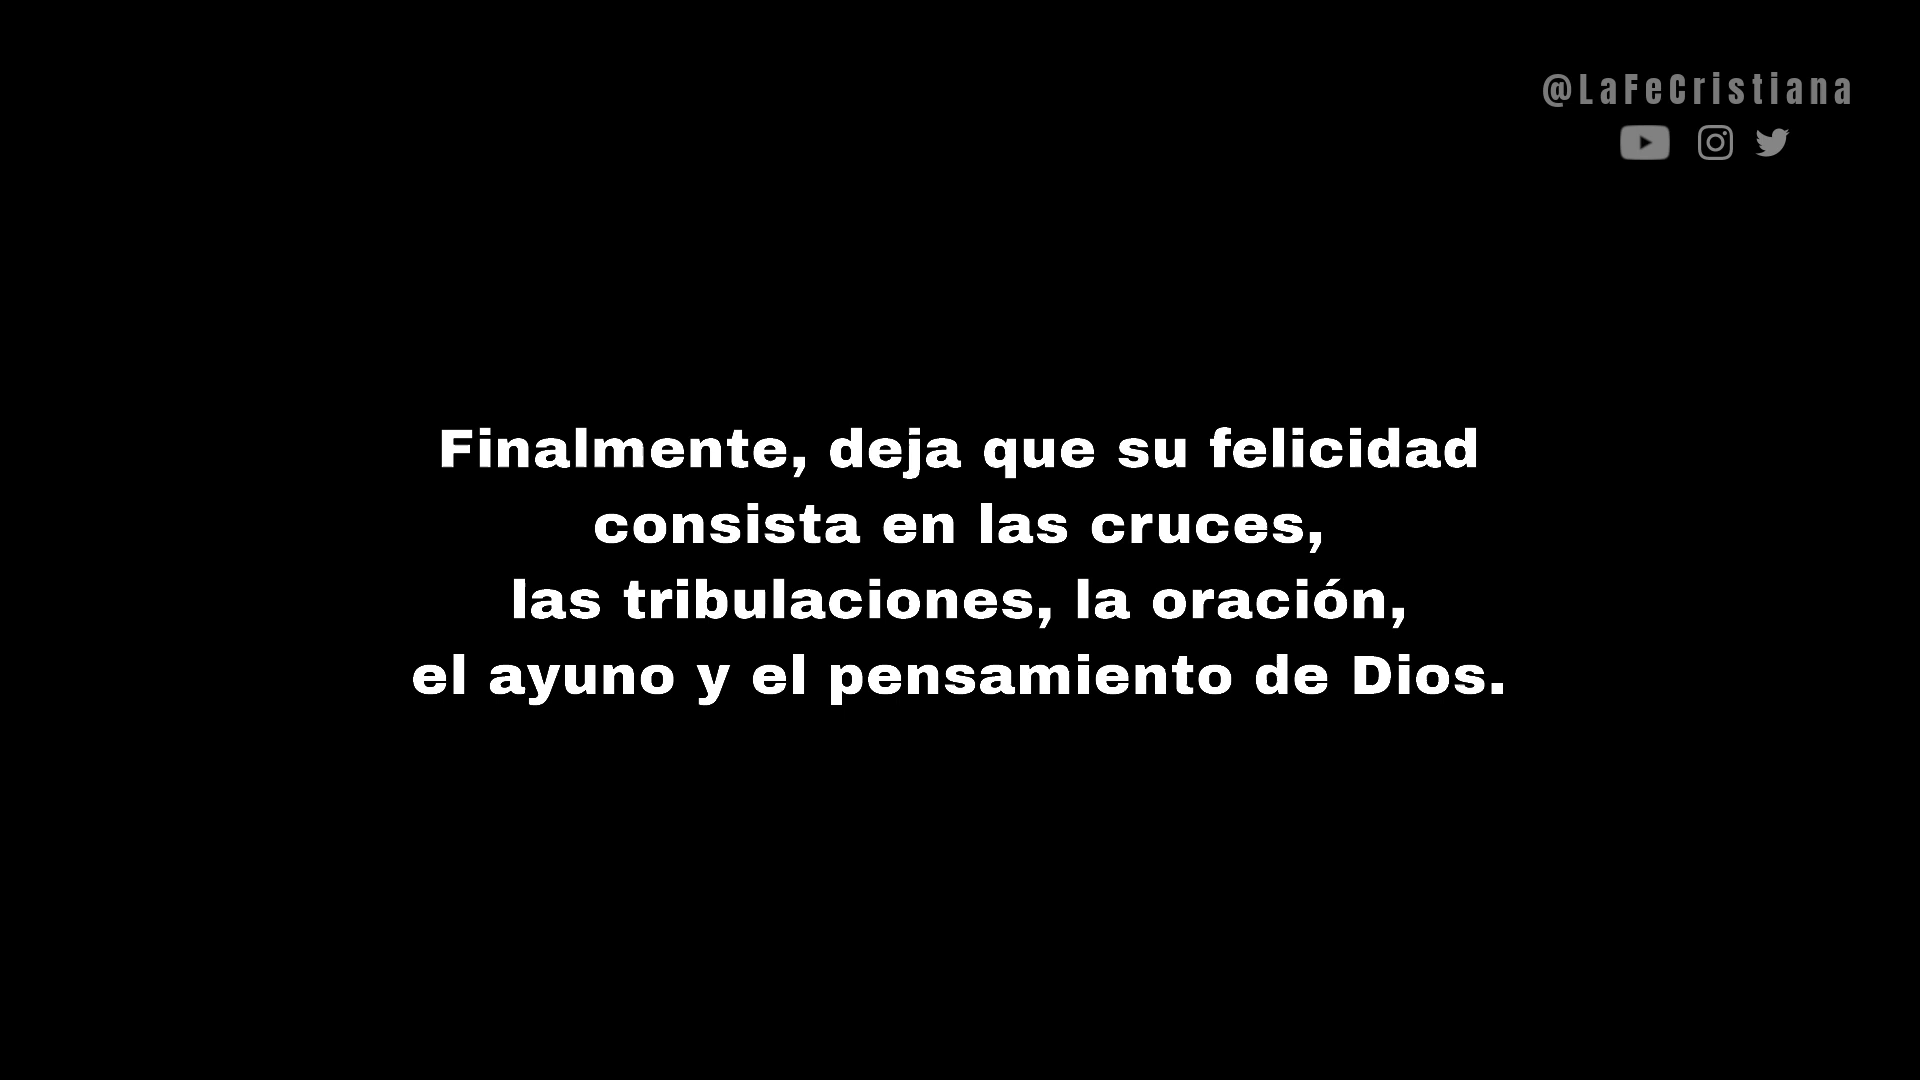 @LaFeCristiana
Finalmente, deja que su felicidad
consista en las cruces,
las tribulaciones, la oración,
el ayuno y el pensamiento de Dios.